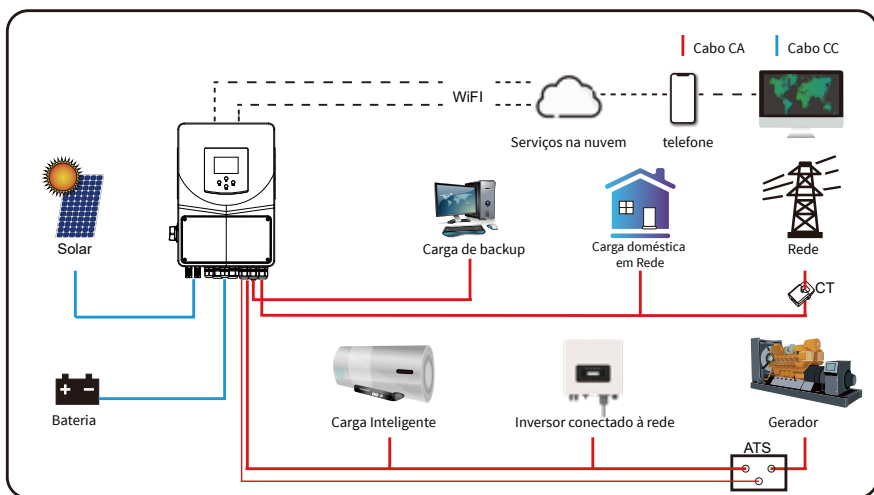 Cabo CA
Cabo CC
WiFI
Serviços na nuvem
telefone
Solar
Carga de backup
Carga doméstica
em Rede
Rede
CT
Bateria
Carga Inteligente
Inversor conectado à rede
Gerador
ATS